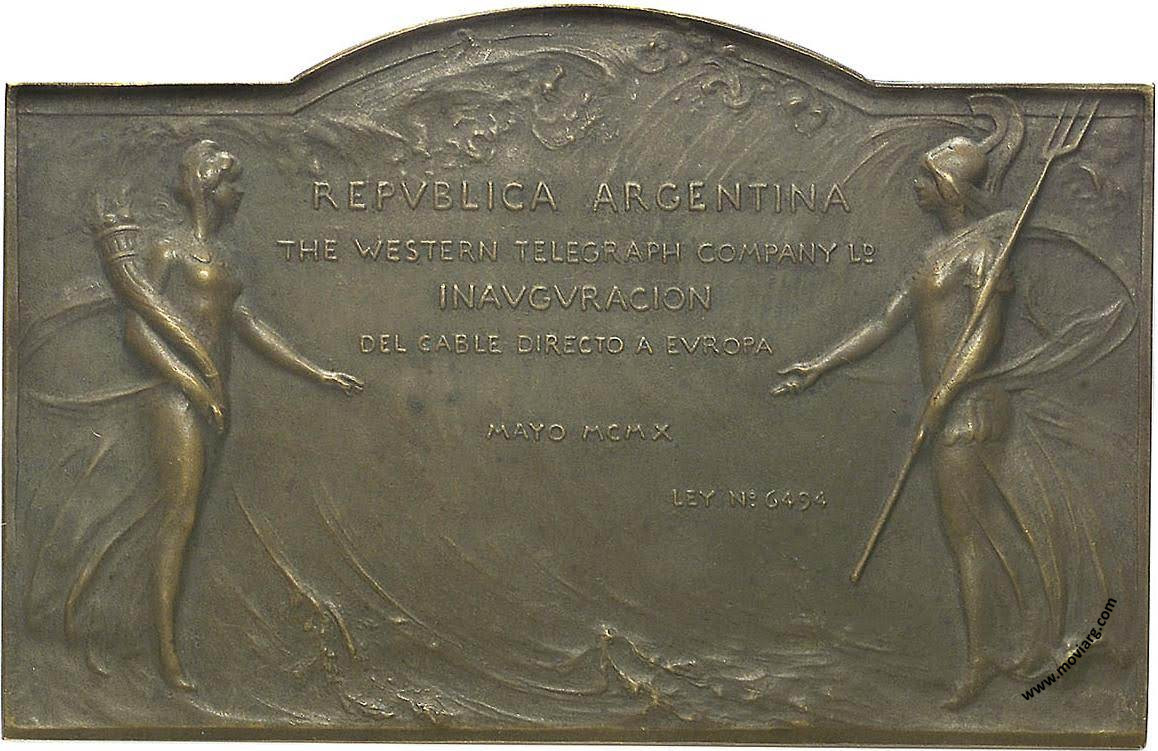 REPVBLICA ARGENTINA
THE WESTERN TELEGRAPH COMPANY Lᴰ
INAVGVRACION
DEL CABLE DIRECTO A EVROPA
MAYO MCMX
LEY Nº 6494
www.moviarg.com